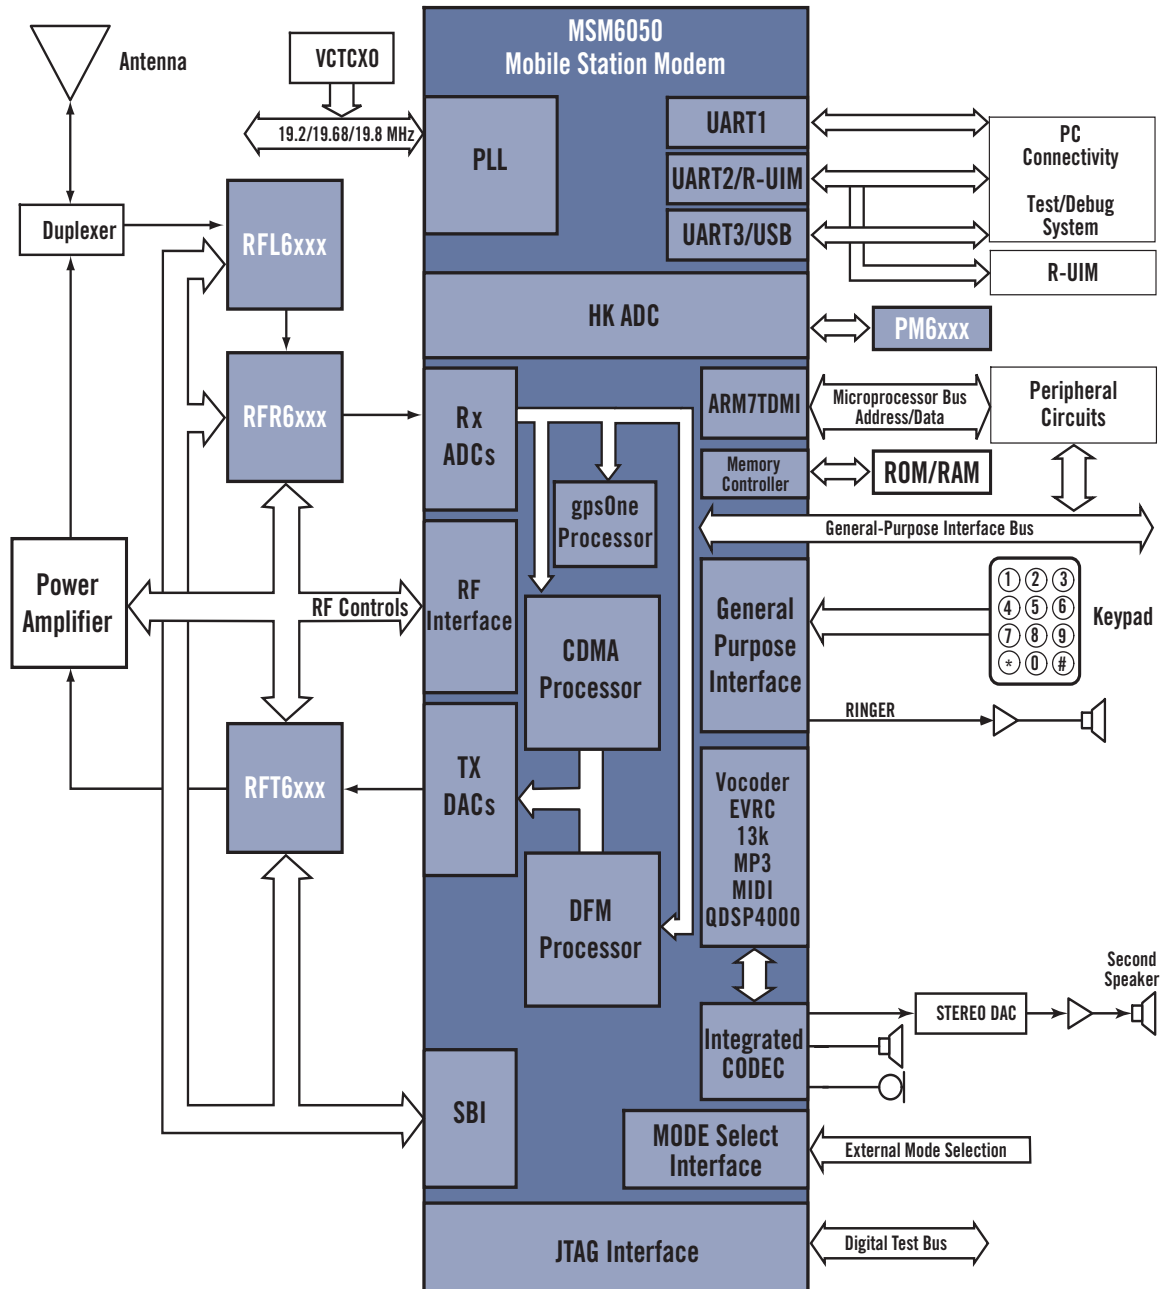 MSM6050
Mobile Station Modem
Antenna
VCTCXO
19.2/19.68/19.8 MHz
PLL
UART1
UART2/R-UIM
UART3/USB
PC
Connectivity
Test/Debug
System
R-UIM
Duplexer
RFL6xxx
HK ADC
PM6xxx
RFR6xxx
Rx
ADCs
ARM7TDMI
Microprocessor Bus
Address/Data
Peripheral
Circuits
Memory
Controller
ROM/RAM
gpsOne
Processor
General-Purpose Interface Bus
Power
Amplifier
RF Controls
RF
Interface
CDMA
Processor
General
Purpose
Interface
1 2 3
4 5 6
7 8 9
* 0 #
Keypad
RINGER
RFT6xxx
TX
DACs
Vocoder
EVRC
13k
MP3
MIDI
QDSP4000
DFM
Processor
Second
Speaker
STEREO DAC
Integrated
CODEC
SBI
MODE Select
Interface
External Mode Selection
JTAG Interface
Digital Test Bus